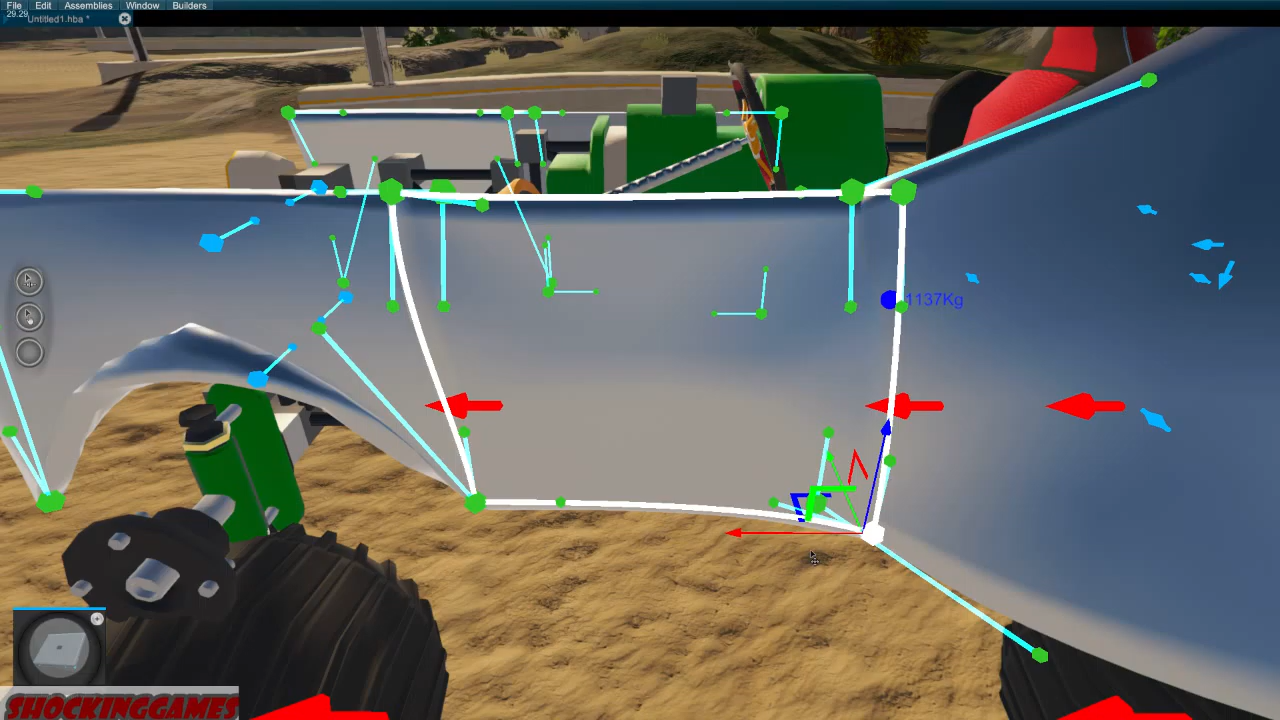 File Edit Assemblies Window Builders
29.29
Untitled1.hba *
1137Kg
SHOCKINGGAMES